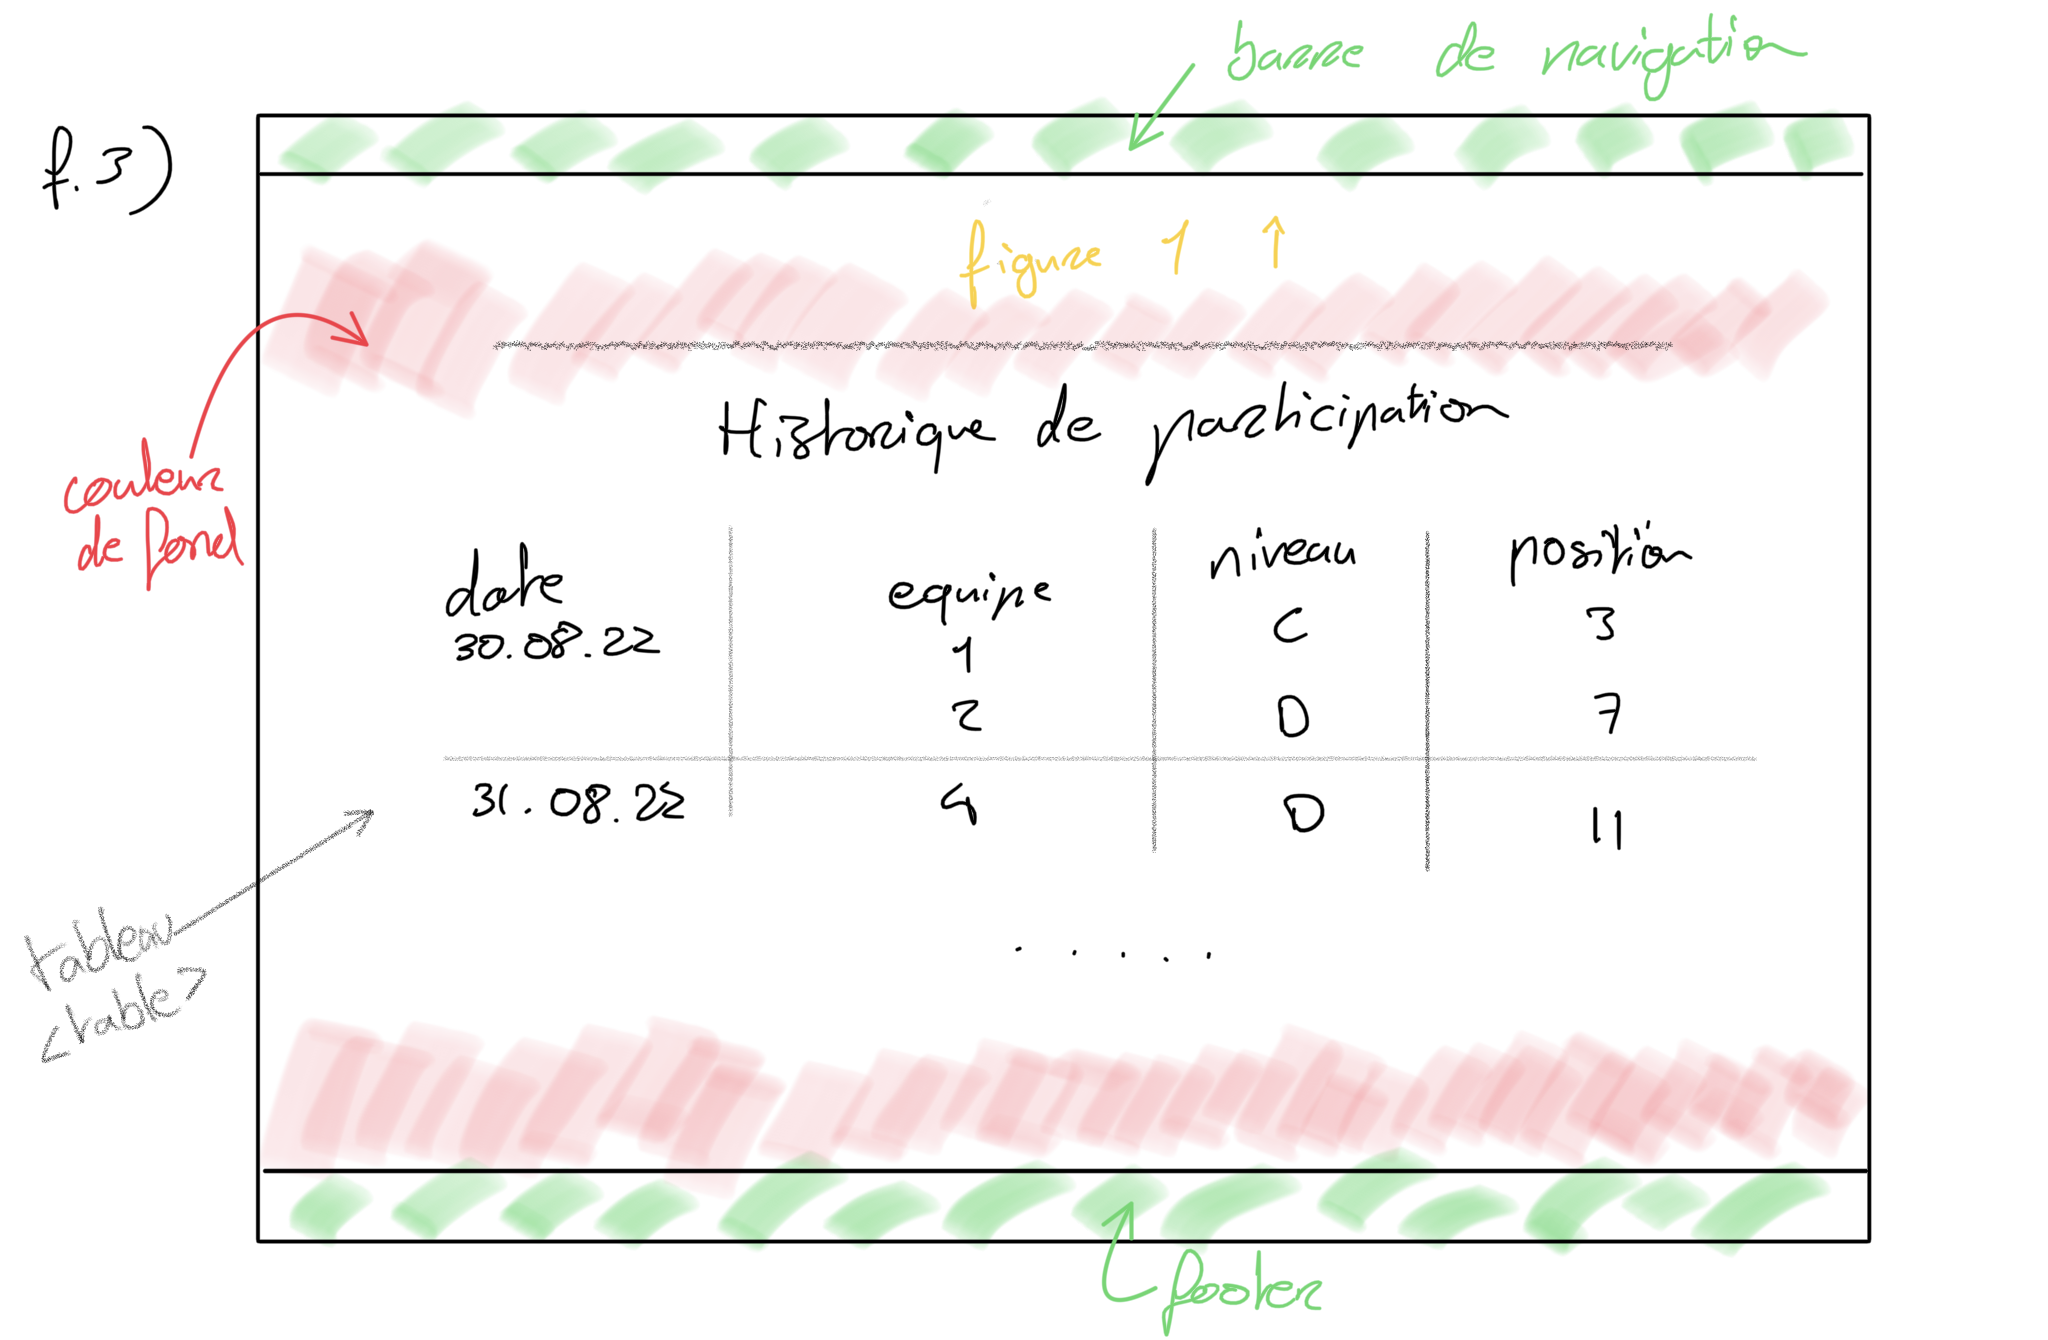 barre de navigation
f.3)
figure 1 ↑
Historique de participation
couleur
de fond
date equipe niveau position
30.08.22 1 C 3
2 D 7
31.08.22 4 D 11
tableau
<table>
.....
footer